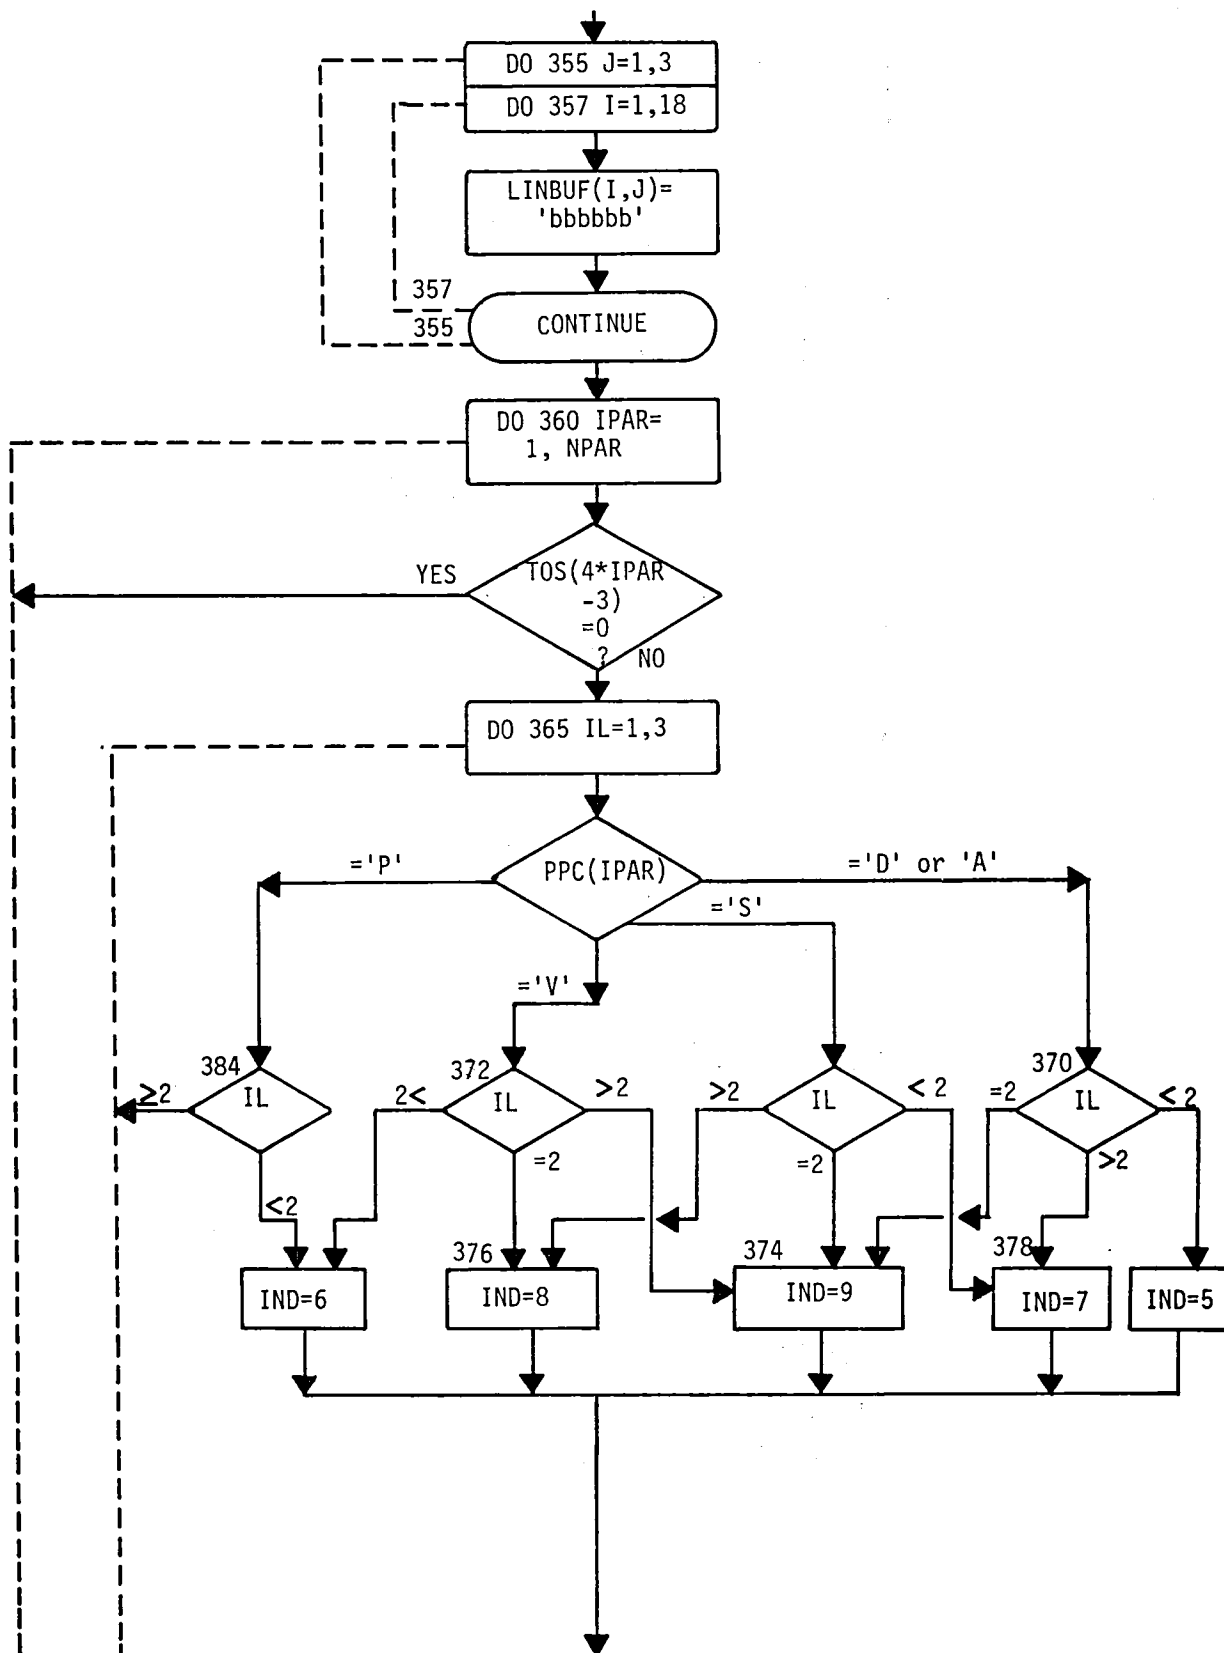 DO 355 J=1,3
DO 357 I=1,18
LINBUF(I,J)=
'bbbbbb'
357
355
CONTINUE
DO 360 IPAR=
1, NPAR
YES
TOS(4*IPAR
-3)
=0
?
NO
DO 365 IL=1,3
='P'
PPC(IPAR)
='D' or 'A'
='S'
='V'
384
IL
≥2
<2
372
IL
2<
>2
=2
IL
>2
< 2
=2
370
IL
=2
< 2
>2
IND=6
376
IND=8
374
IND=9
378
IND=7
IND=5